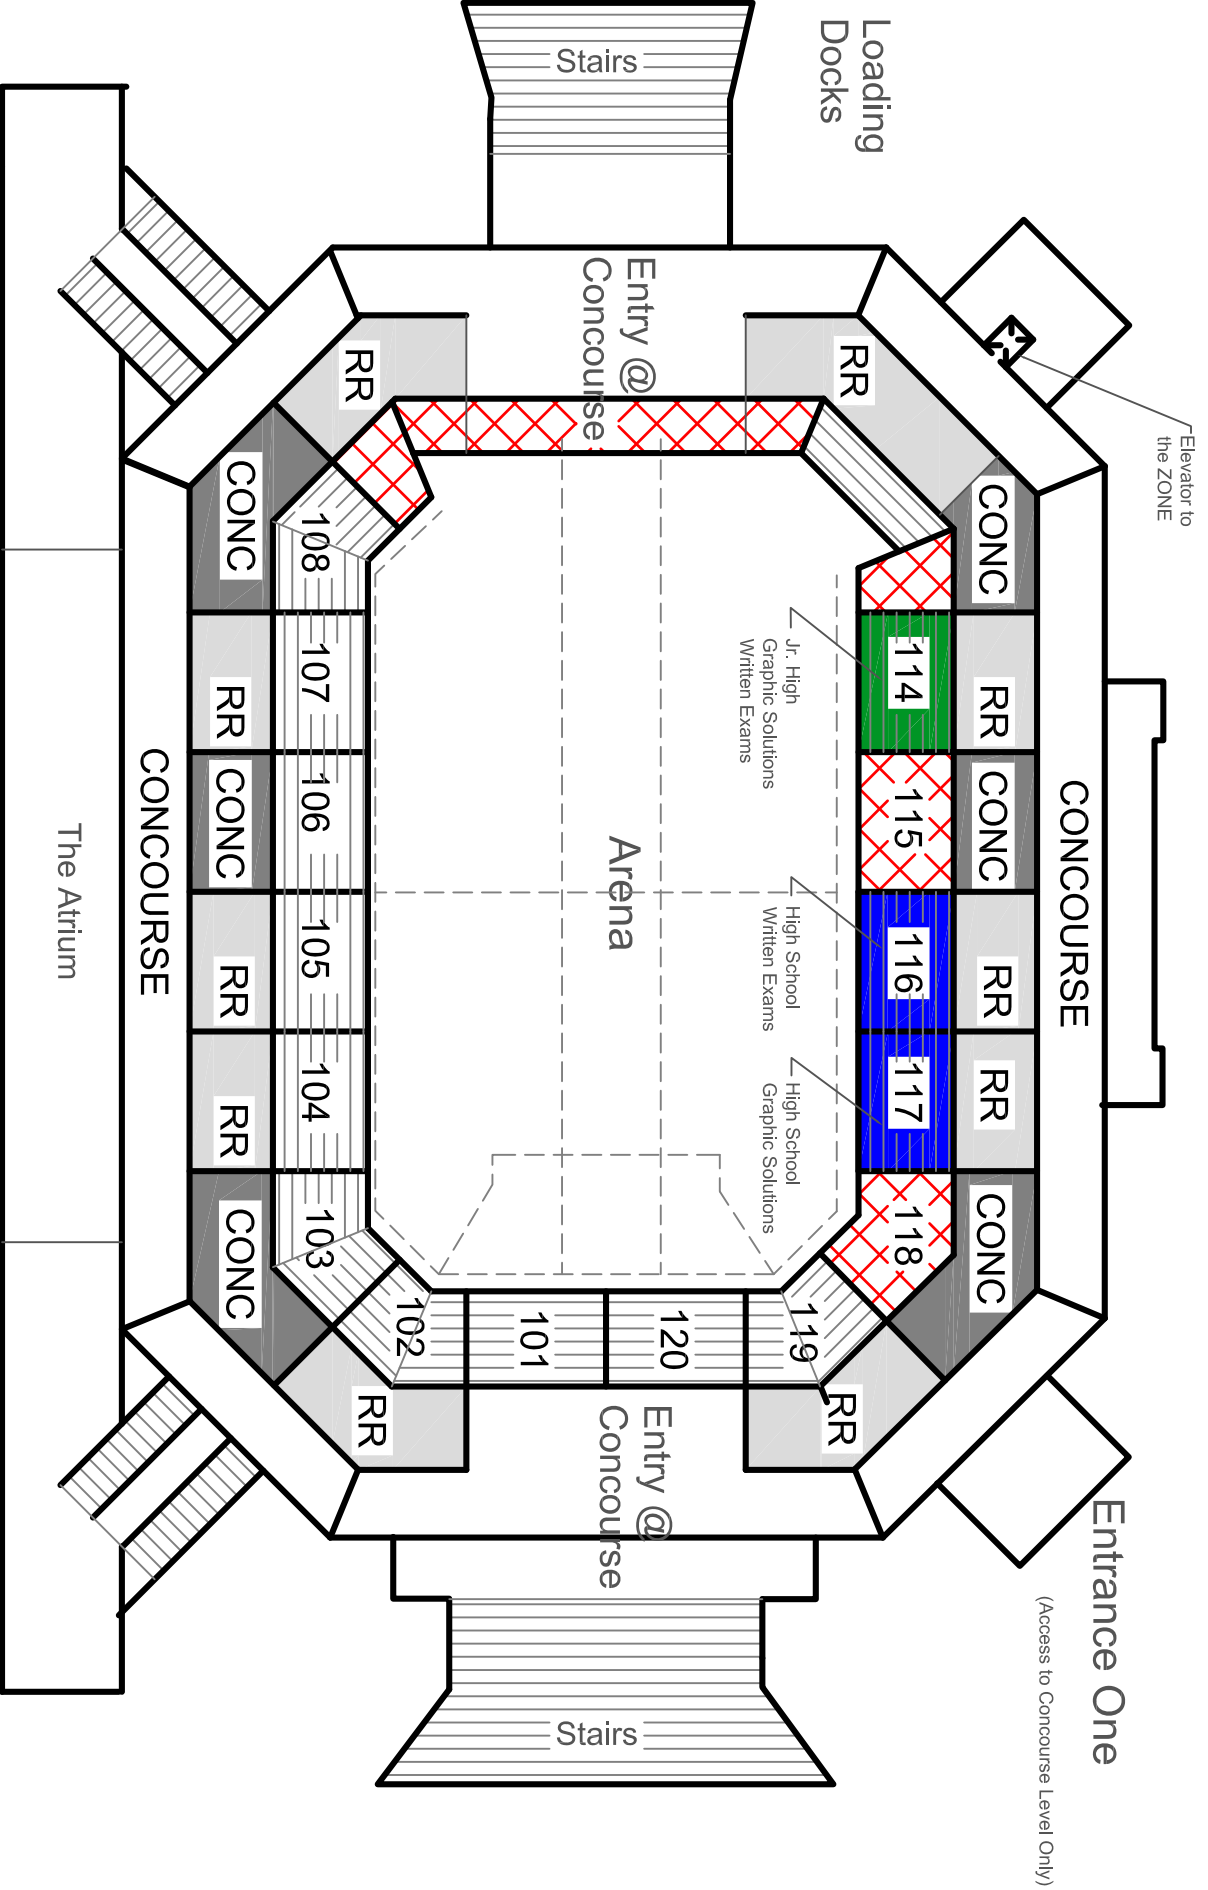 Loading
Docks
Stairs
Elevator to
the ZONE
Entry @
Concourse
RR
RR
CONC
CONC
108
107
106
105
104
103
102
101
120
119
118
117
116
115
114
RR
CONC
RR
RR
CONC
RR
RR
CONC
RR
RR
CONC
CONC
RR
RR
CONCOURSE
CONCOURSE
The Atrium
Arena
Jr. High
Graphic Solutions
Written Exams
High School
Written Exams
High School
Graphic Solutions
Entry @
Concourse
Stairs
Entrance One
(Access to Concourse Level Only)